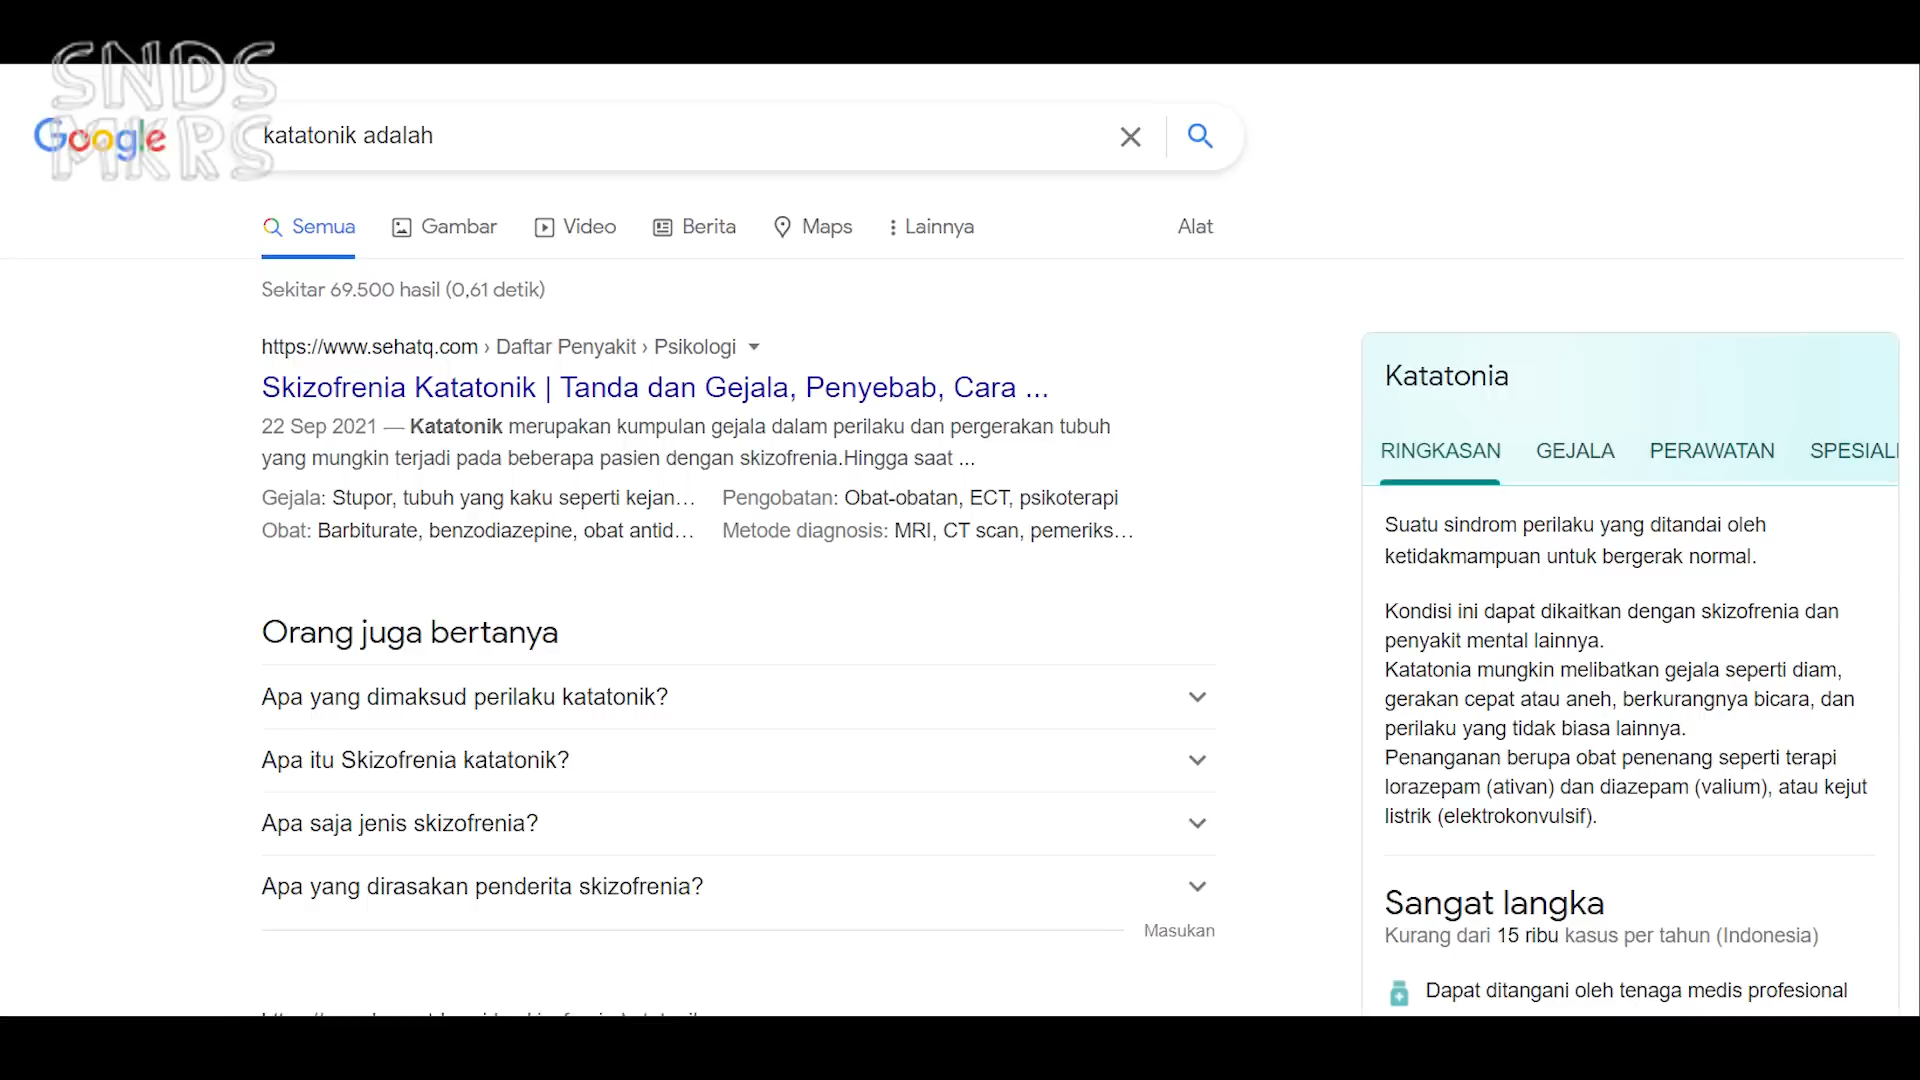 SNDS
MKRS
Google
katatonik adalah
Semua
Gambar
Video
Berita
Maps
Lainnya
Alat
Sekitar 69.500 hasil (0,61 detik)
https://www.sehatq.com › Daftar Penyakit › Psikologi
Skizofrenia Katatonik | Tanda dan Gejala, Penyebab, Cara ...
22 Sep 2021 — Katatonik merupakan kumpulan gejala dalam perilaku dan pergerakan tubuh
yang mungkin terjadi pada beberapa pasien dengan skizofrenia.Hingga saat ...
Gejala: Stupor, tubuh yang kaku seperti kejan...
Pengobatan: Obat-obatan, ECT, psikoterapi
Obat: Barbiturate, benzodiazepine, obat antid...
Metode diagnosis: MRI, CT scan, pemeriks...
Orang juga bertanya
Apa yang dimaksud perilaku katatonik?
Apa itu Skizofrenia katatonik?
Apa saja jenis skizofrenia?
Apa yang dirasakan penderita skizofrenia?
Masukan
Katatonia
RINGKASAN
GEJALA
PERAWATAN
SPESIALI
Suatu sindrom perilaku yang ditandai oleh
ketidakmampuan untuk bergerak normal.
Kondisi ini dapat dikaitkan dengan skizofrenia dan
penyakit mental lainnya.
Katatonia mungkin melibatkan gejala seperti diam,
gerakan cepat atau aneh, berkurangnya bicara, dan
perilaku yang tidak biasa lainnya.
Penanganan berupa obat penenang seperti terapi
lorazepam (ativan) dan diazepam (valium), atau kejut
listrik (elektrokonvulsif).
Sangat langka
Kurang dari 15 ribu kasus per tahun (Indonesia)
Dapat ditangani oleh tenaga medis profesional